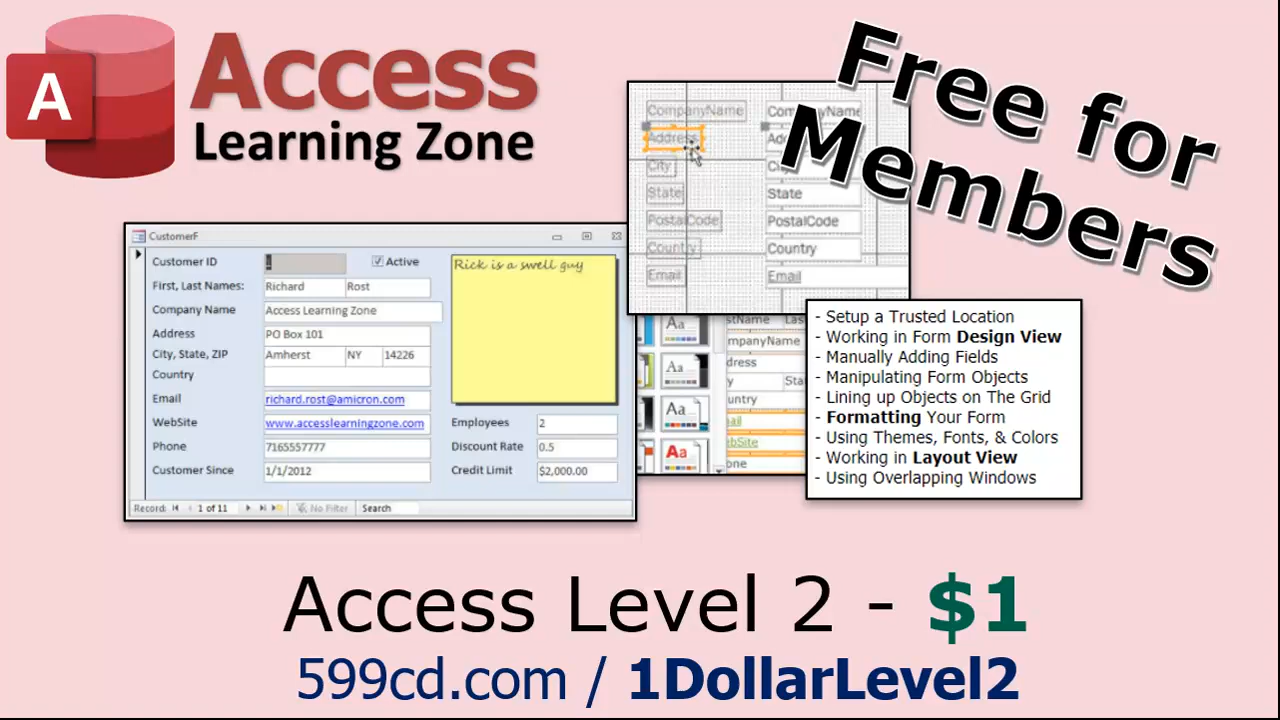 A
Access
Learning Zone
Free for
Members
CompanyName CompanyName
Address
City
State State
PostalCode PostalCode
Country Country
Email Email
CustomerF
Customer ID Active
First, Last Names: Richard Rost
Company Name Access Learning Zone
Address PO Box 101
City, State, ZIP Amherst NY 14226
Country
Email richard.rost@amicron.com
WebSite www.accesslearningzone.com
Phone 7165557777
Customer Since 1/1/2012
Rick is a swell guy
Employees 2
Discount Rate 0.5
Credit Limit $2,000.00
Record: 1 of 11 No Filter Search
Aa
Aa
Aa
Aa
- Setup a Trusted Location
- Working in Form Design View
- Manually Adding Fields
- Manipulating Form Objects
- Lining up Objects on The Grid
- Formatting Your Form
- Using Themes, Fonts, & Colors
- Working in Layout View
- Using Overlapping Windows
Access Level 2 - $1
599cd.com / 1DollarLevel2